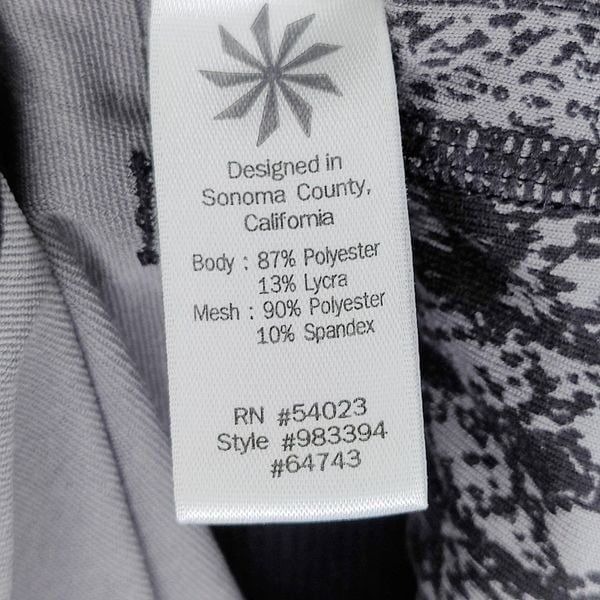 Designed in
Sonoma County,
California
Body : 87% Polyester
13% Lycra
Mesh : 90% Polyester
10% Spandex
RN #54023
Style #983394
#64743